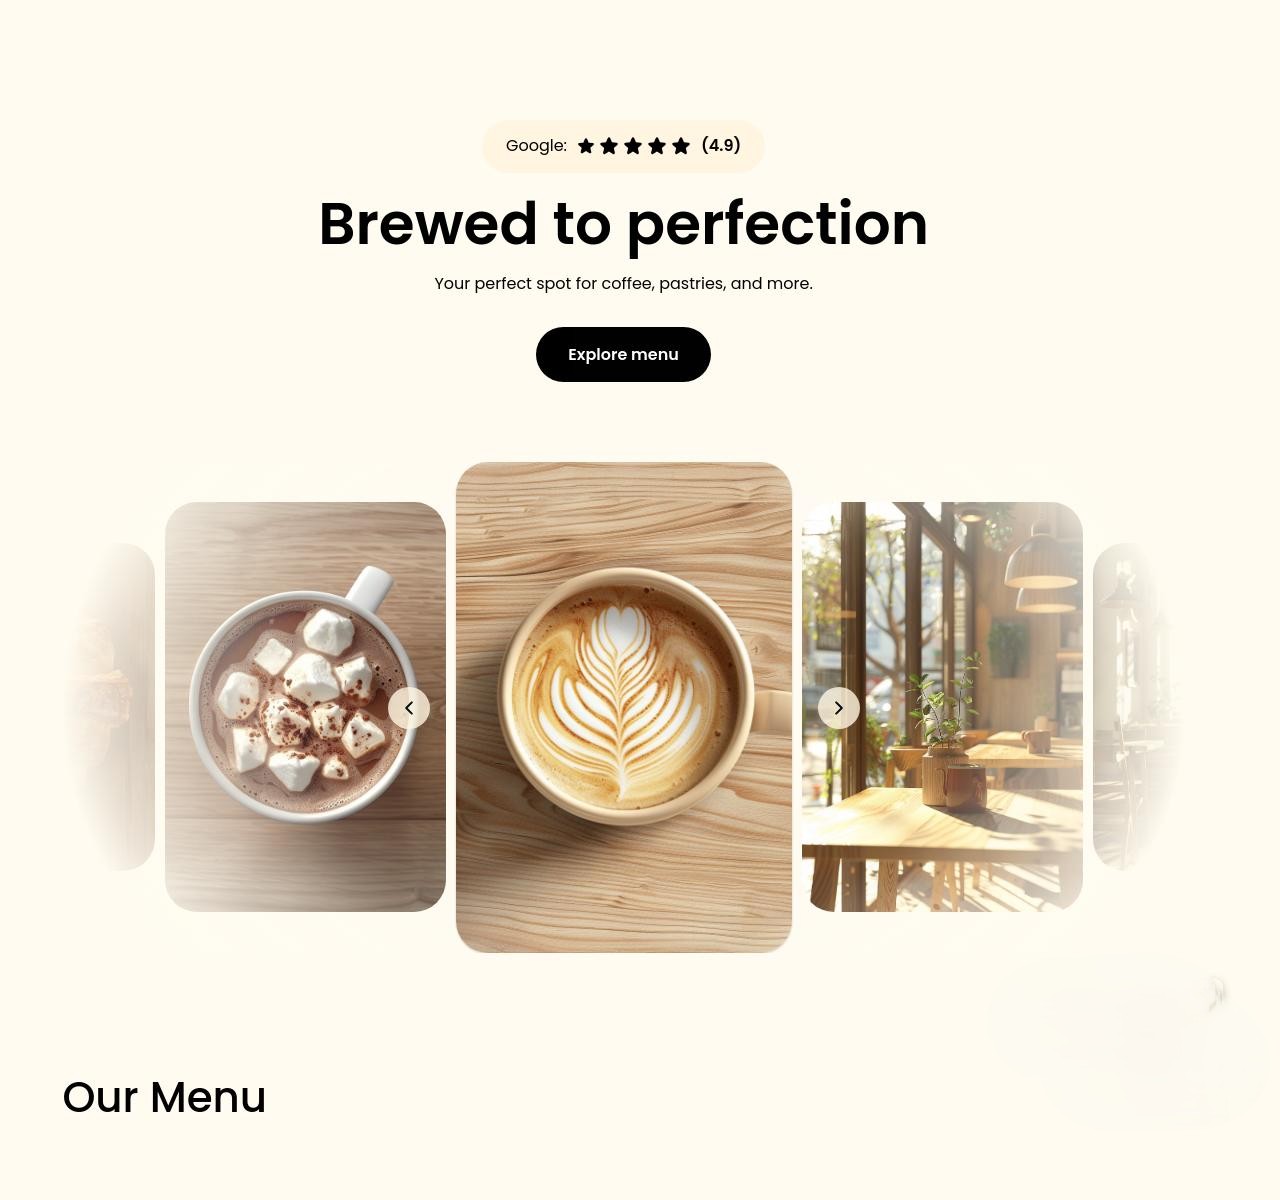 Google: ★★★★★ (4.9)
Brewed to perfection
Your perfect spot for coffee, pastries, and more.
Explore menu
Our Menu